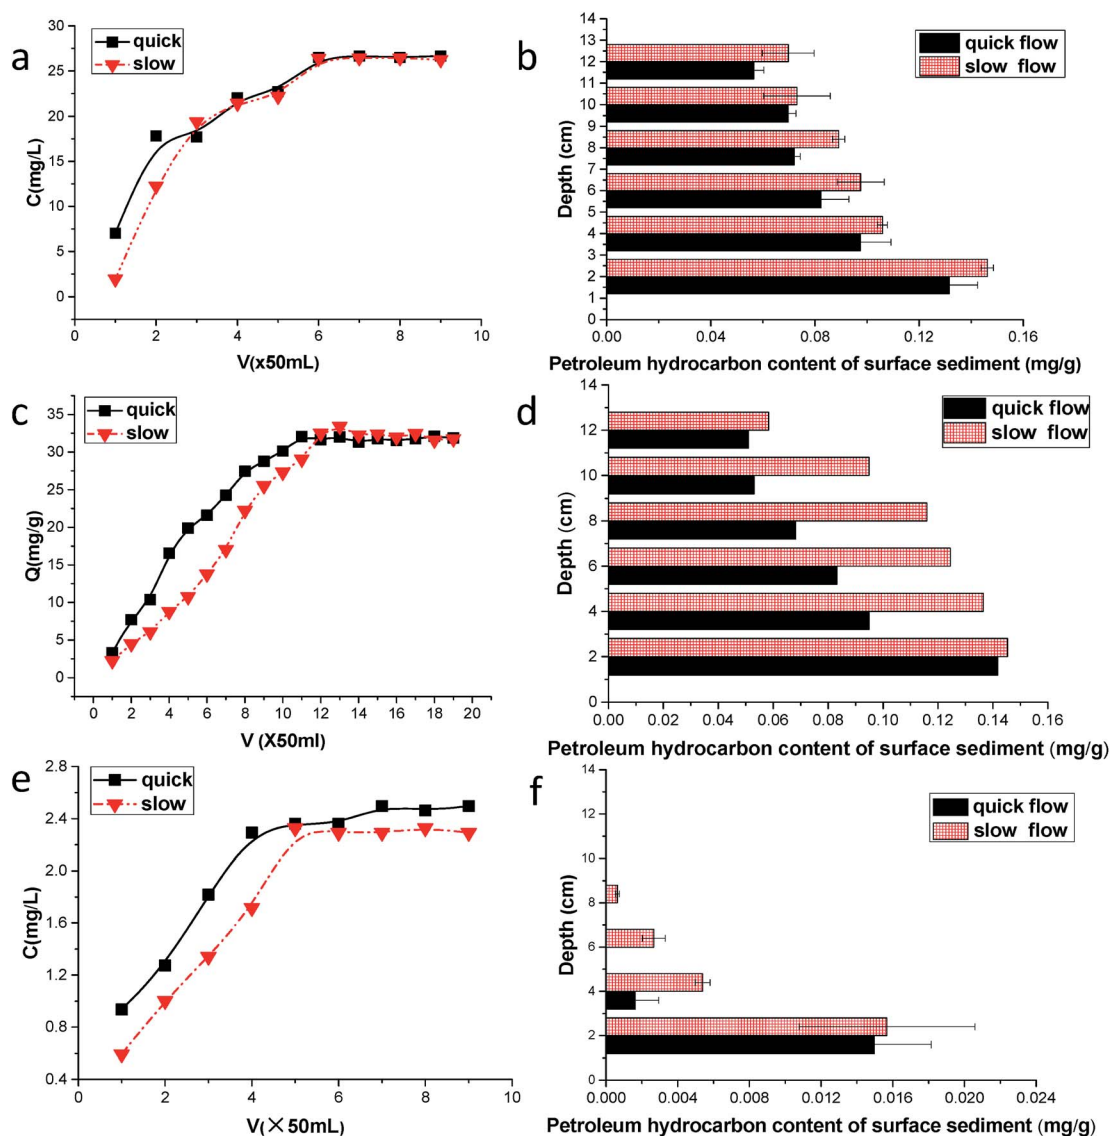 a
quick
slow
30
25
20
15
10
5
0
C(mg/L)
0 2 4 6 8 10
V(x50mL)
b
quick flow
slow flow
14
13
12
11
10
9
8
7
6
5
4
3
2
1
0
Depth (cm)
0.00 0.04 0.08 0.12 0.16
Petroleum hydrocarbon content of surface sediment (mg/g)
c
quick
slow
35
30
25
20
15
10
5
0
Q(mg/g)
0 2 4 6 8 10 12 14 16 18 20
V (X50ml)
d
quick flow
slow flow
14
12
10
8
6
4
2
0
Depth (cm)
0.00 0.02 0.04 0.06 0.08 0.10 0.12 0.14 0.16
Petroleum hydrocarbon content of surface sediment (mg/g)
e
quick
slow
2.8
2.4
2.0
1.6
1.2
0.8
0.4
C(mg/L)
0 2 4 6 8 10
V(×50mL)
f
quick flow
slow flow
14
12
10
8
6
4
2
0
Depth (cm)
0.000 0.004 0.008 0.012 0.016 0.020 0.024
Petroleum hydrocarbon content of surface sediment (mg/g)